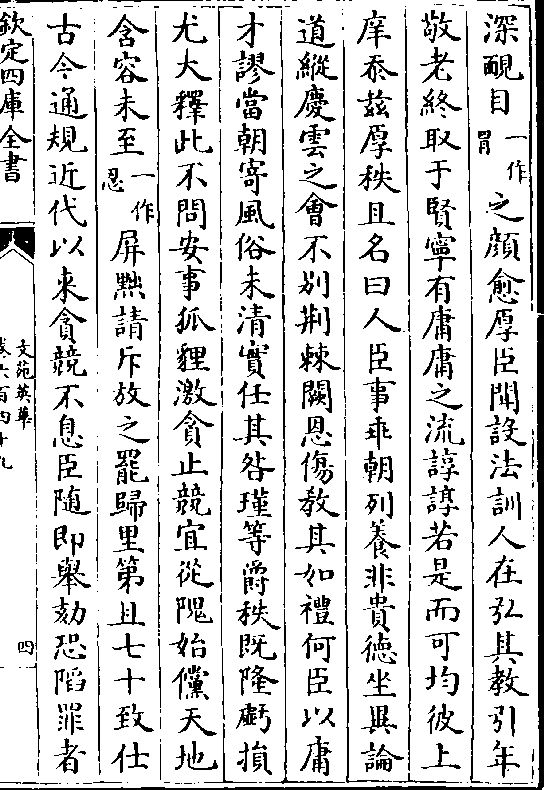 深靦目一作冐之顔愈厚臣聞設法訓人在弘其教引年
敬老終取于賢寧有庸庸之流諄諄若是而可均彼上
庠忝兹厚秩且名曰人臣事乖朝列養非貴德坐異論
道縱慶雲之會不别荆棘闕恩傷教其如禮何臣以庸
才謬當朝寄風俗未清實任其咎瑾等爵秩既隆虧損
尤大釋此不問安事狐狸激貪止競宜從隗始儻天地
含容未至一作忍屏黜請斥放之罷歸里第且七十致仕
古今通規近代以來貪競不息臣隨即舉劾恐陷罪者
欽定四庫全書
文苑英華
卷六百四十九
四